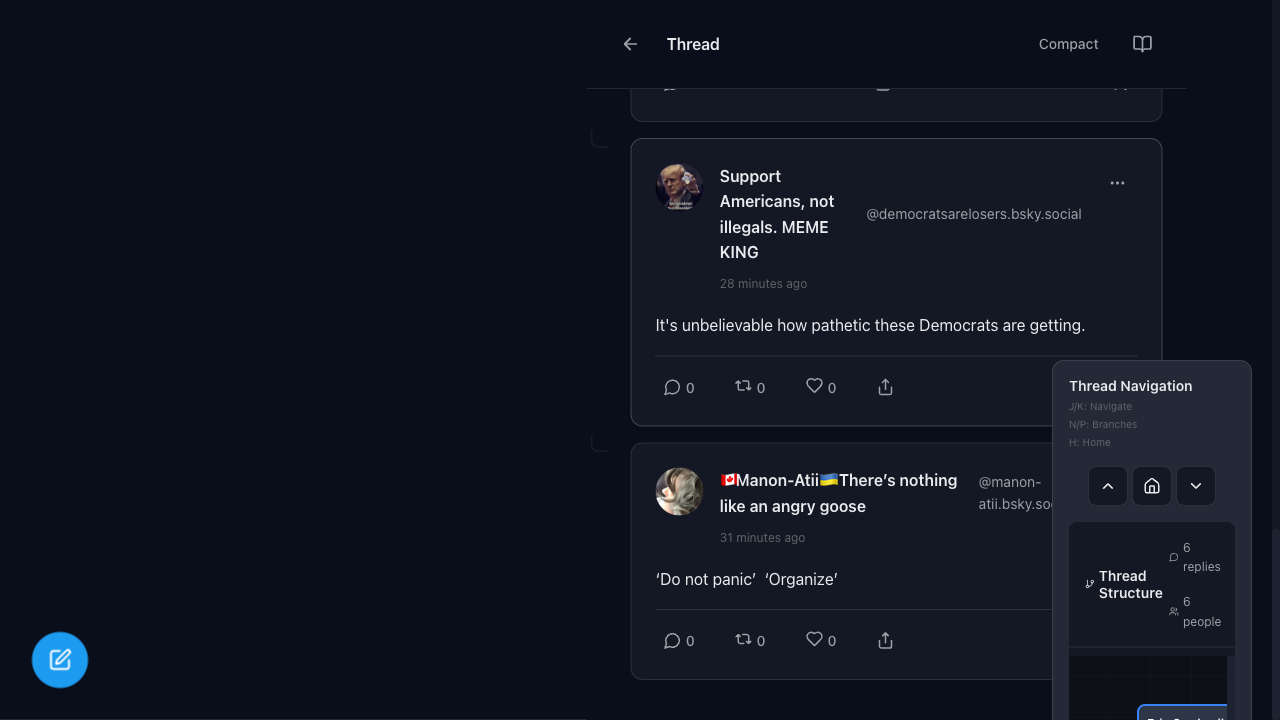 Thread
Compact
Support
Americans, not
illegals. MEME
KING
@democratsarelosers.bsky.social
28 minutes ago
It's unbelievable how pathetic these Democrats are getting.
0
0
0
🇨🇦Manon-Atii🇺🇦There’s nothing
like an angry goose
@manon-
atii.bsky.so
31 minutes ago
‘Do not panic’ ‘Organize’
0
0
0
Thread Navigation
J/K: Navigate
N/P: Branches
H: Home
Thread
Structure
6
replies
6
people